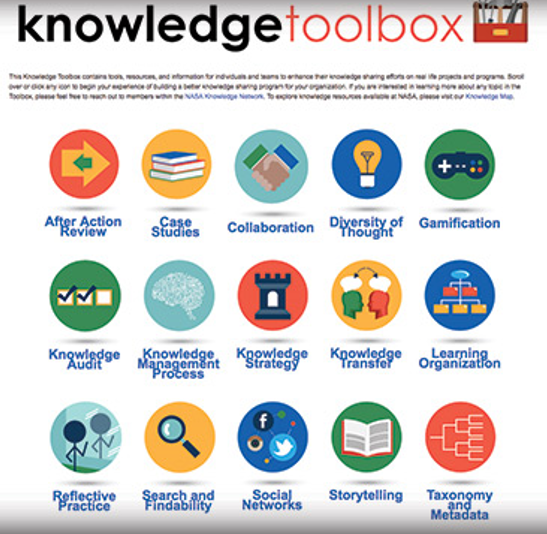 knowledgetoolbox
This Knowledge Toolbox contains tools, resources, and information for individuals and teams to enhance their knowledge sharing efforts on real life projects and programs. Scroll
over or click any icon to begin your experience of building a better knowledge sharing program for your organization. If you are interested in learning more about any topic in the
Toolbox, please feel free to reach out to members within the NASA Knowledge Network. To explore knowledge resources available at NASA, please visit our Knowledge Map.
After Action
Review
Case
Studies
Collaboration
Diversity of
Thought
Gamification
Knowledge
Audit
Knowledge
Management
Process
Knowledge
Strategy
Knowledge
Transfer
Learning
Organization
Reflective
Practice
Search and
Findability
Social
Networks
Storytelling
Taxonomy
and
Metadata